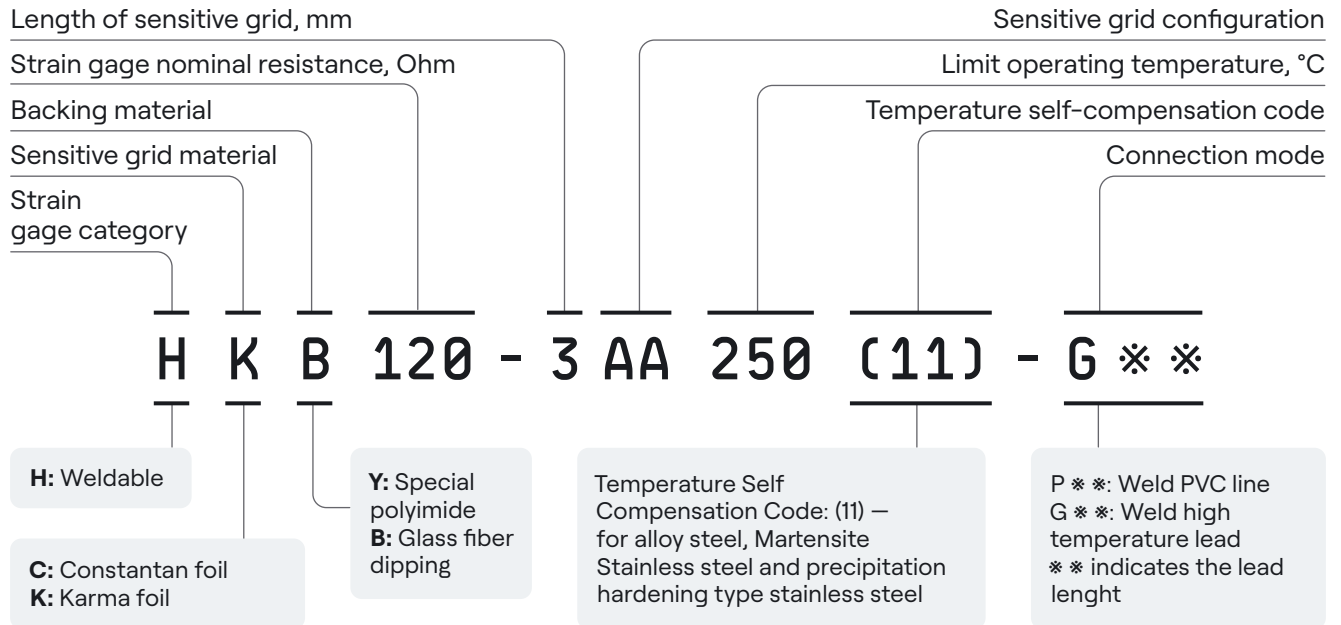 Length of sensitive grid, mm
Strain gage nominal resistance, Ohm
Backing material
Sensitive grid material
Strain
gage category
Sensitive grid configuration
Limit operating temperature, °C
Temperature self-compensation code
Connection mode
H K B 120 - 3 AA 250 (11) - G ※ ※
H: Weldable
C: Constantan foil
K: Karma foil
Y: Special
polyimide
B: Glass fiber
dipping
Temperature Self
Compensation Code: (11) —
for alloy steel, Martensite
Stainless steel and precipitation
hardening type stainless steel
P ※ ※: Weld PVC line
G ※ ※: Weld high
temperature lead
※ ※ indicates the lead
lenght